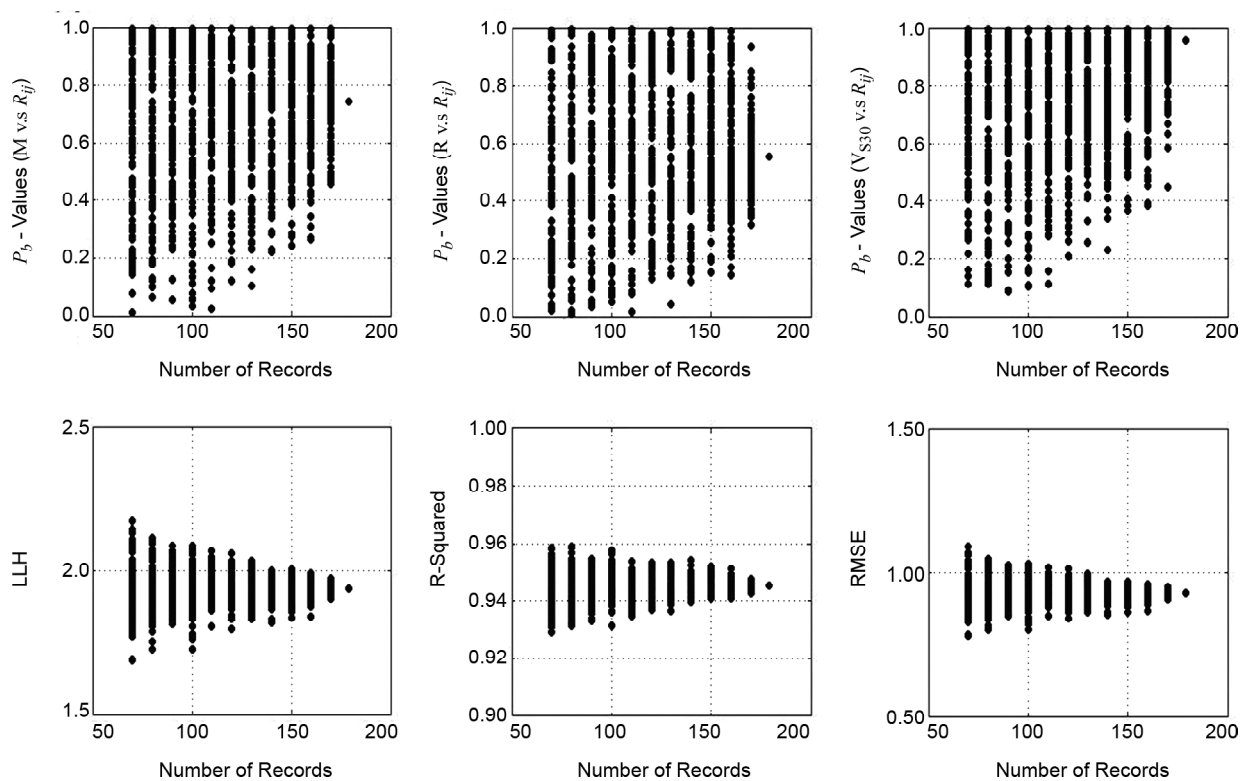 1.0
0.8
0.6
0.4
0.2
0.0
50 100 150 200
P_b - Values (M v.s R_ij)
Number of Records
1.0
0.8
0.6
0.4
0.2
0.0
50 100 150 200
P_b - Values (R v.s R_ij)
Number of Records
1.0
0.8
0.6
0.4
0.2
0.0
50 100 150 200
P_b - Values (V_S30 v.s R_ij)
Number of Records
2.5
2.0
1.5
50 100 150 200
LLH
Number of Records
1.00
0.98
0.96
0.94
0.92
0.90
50 100 150 200
R-Squared
Number of Records
1.50
1.00
0.50
50 100 150 200
RMSE
Number of Records